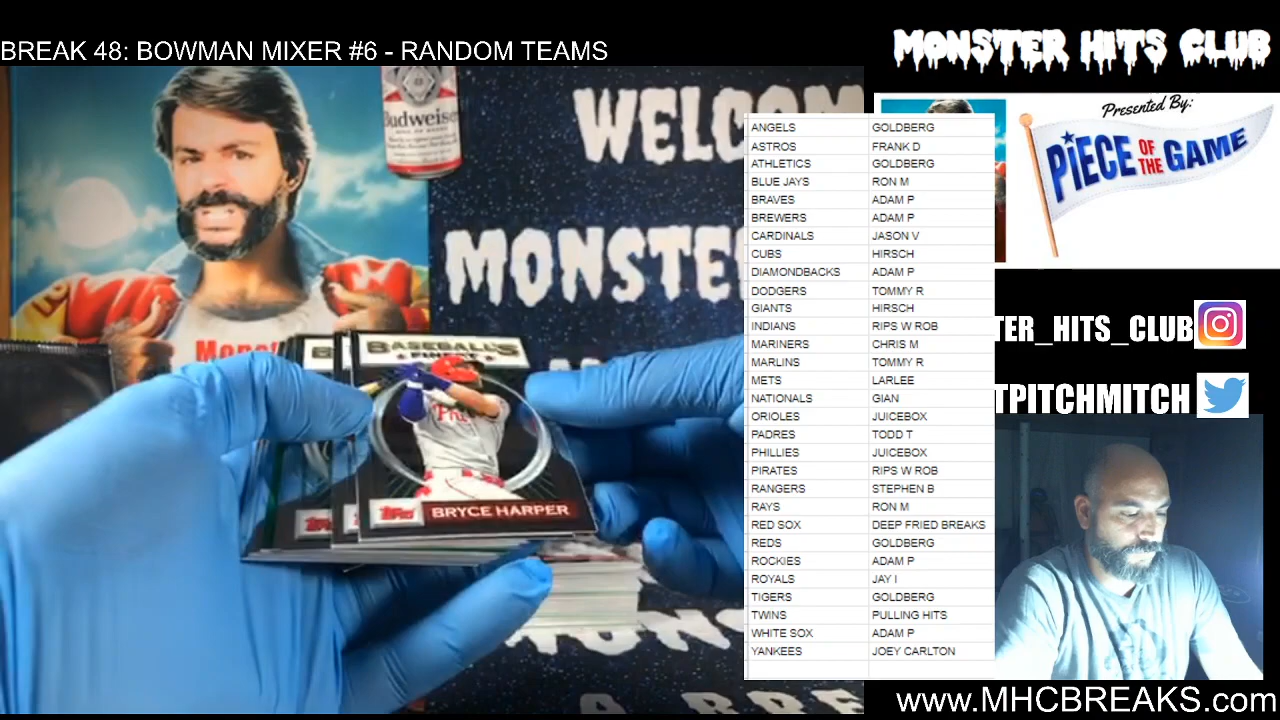 BREAK 48: BOWMAN MIXER #6 - RANDOM TEAMS
MONSTER HITS CLUB
Presented By:
PIECE OF THE GAME
Budweiser
WELCOM
MONSTE
ANGELS GOLDBERG
ASTROS FRANK D
ATHLETICS GOLDBERG
BLUE JAYS RON M
BRAVES ADAM P
BREWERS ADAM P
CARDINALS JASON V
CUBS HIRSCH
DIAMONDBACKS ADAM P
DODGERS TOMMY R
GIANTS HIRSCH
INDIANS RIPS W ROB
MARINERS CHRIS M
MARLINS TOMMY R
METS LARLEE
NATIONALS GIAN
ORIOLES JUICEBOX
PADRES TODD T
PHILLIES JUICEBOX
PIRATES RIPS W ROB
RANGERS STEPHEN B
RAYS RON M
RED SOX DEEP FRIED BREAKS
REDS GOLDBERG
ROCKIES ADAM P
ROYALS JAY I
TIGERS GOLDBERG
TWINS PULLING HITS
WHITE SOX ADAM P
YANKEES JOEY CARLTON
TER_HITS_CLUB
TPITCHMITCH
BASEBALL'S
FINEST
Topps
BRYCE HARPER
www.MHCBREAKS.com